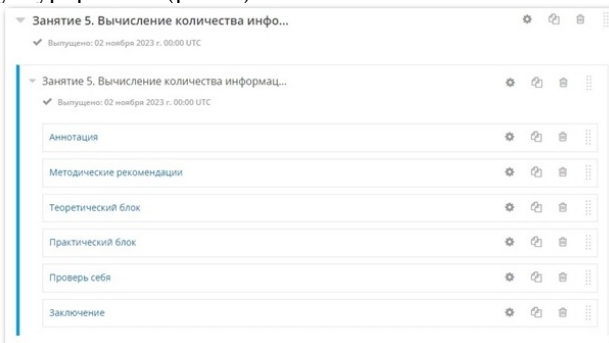 Занятие 5. Вычисление количества инфо...
Выпущено: 02 ноября 2023 г. 00:00 UTC
Занятие 5. Вычисление количества информац...
Выпущено: 02 ноября 2023 г. 00:00 UTC
Аннотация
Методические рекомендации
Теоретический блок
Практический блок
Проверь себя
Заключение